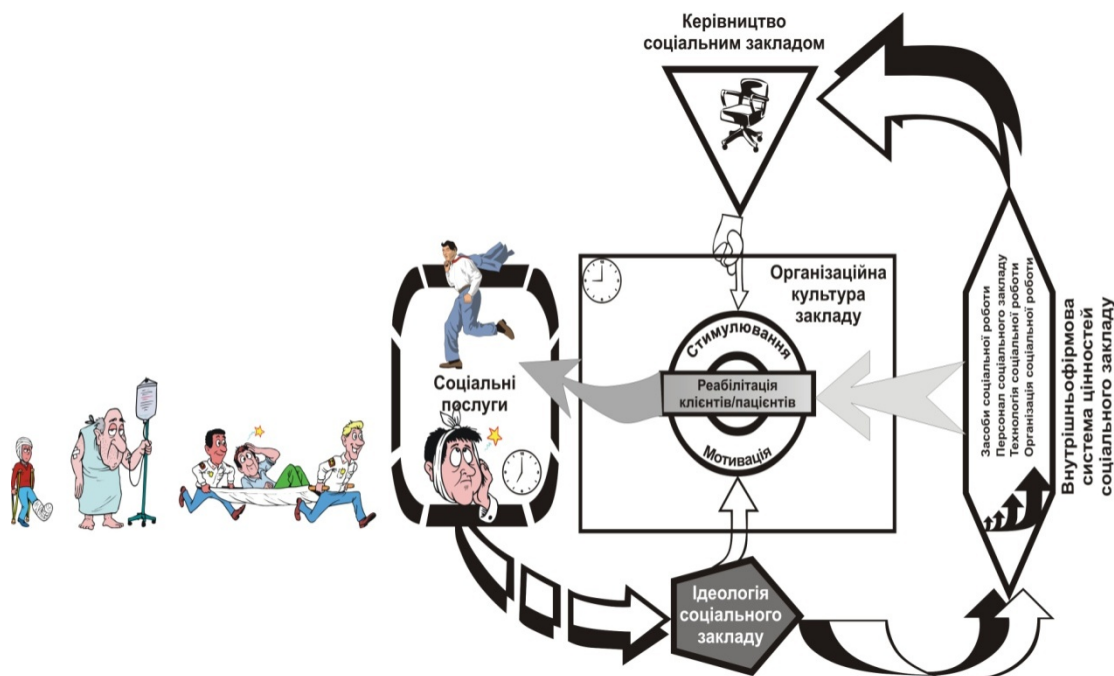 Керівництво
соціальним закладом
Організаційна
культура
закладу
Стимулювання
Реабілітація
клієнтів/пацієнтів
Мотивація
Соціальні
послуги
Ідеологія
соціального
закладу
Засоби соціальної роботи
Персонал соціального закладу
Технологія соціальної роботи
Організація соціальної роботи
Внутрішньофірмова
система цінностей
соціального закладу